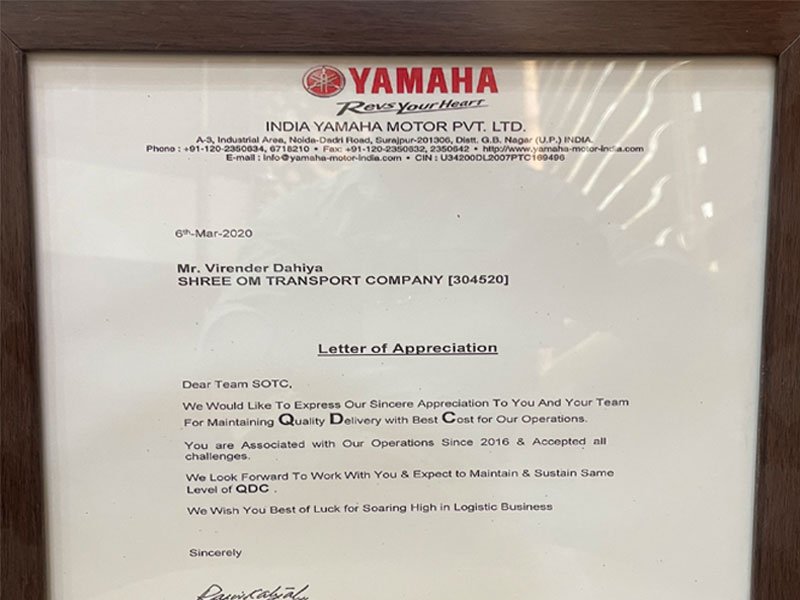 YAMAHA
Revs Your Heart
INDIA YAMAHA MOTOR PVT. LTD.
A-3, Industrial Area, Noida-Dadri Road, Surajpur-201306, Distt. G.B. Nagar (U.P.) INDIA.
Phone : +91-120-2350634, 6718210 • Fax: +91-120-2350632, 2350642 • http://www.yamaha-motor-india.com
E-mail : info@yamaha-motor-india.com • CIN : U34200DL2007PTC169496
6th-Mar-2020
Mr. Virender Dahiya
SHREE OM TRANSPORT COMPANY [304520]
Letter of Appreciation
Dear Team SOTC,
We Would Like To Express Our Sincere Appreciation To You And Your Team
For Maintaining Quality Delivery with Best Cost for Our Operations.
You are Associated with Our Operations Since 2016 & Accepted all
challenges.
We Look Forward To Work With You & Expect to Maintain & Sustain Same
Level of QDC .
We Wish You Best of Luck for Soaring High in Logistic Business
Sincerely